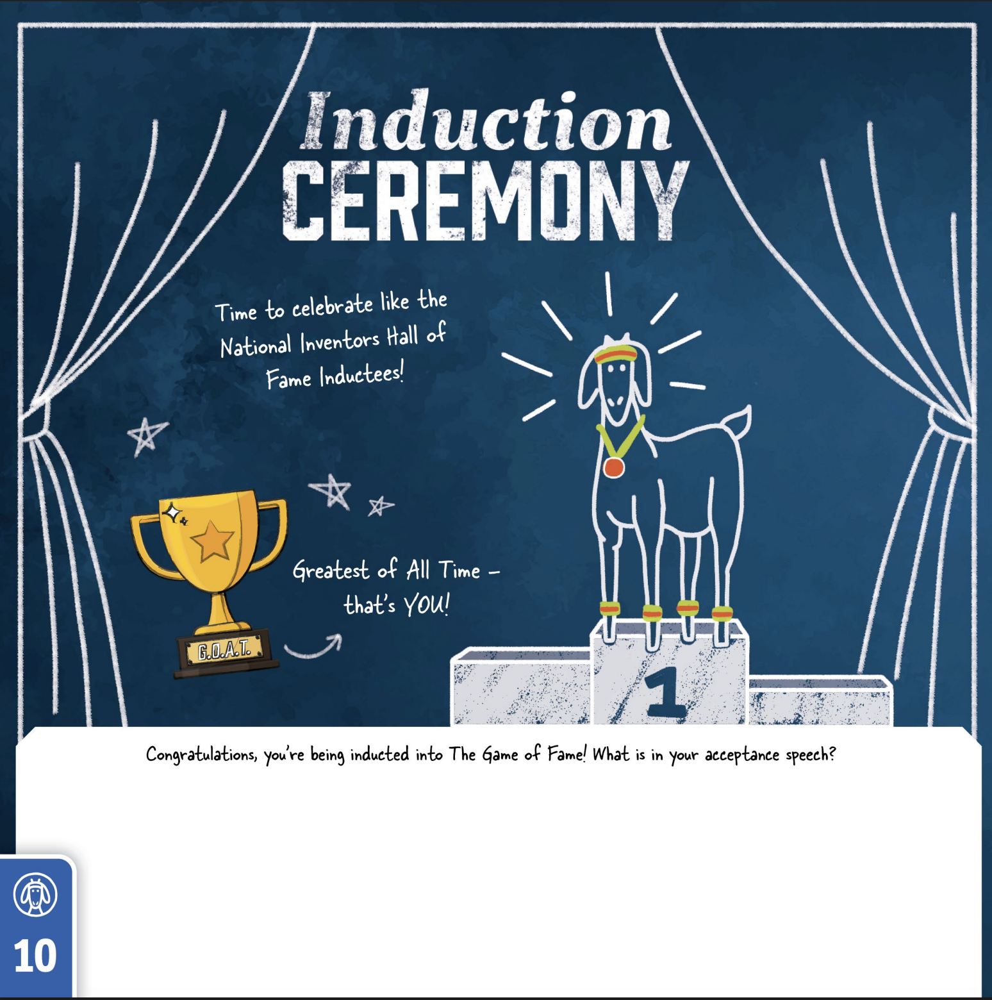 Induction
CEREMONY
Time to celebrate like the
National Inventors Hall of
Fame Inductees!
Greatest of All Time –
that's YOU!
G.O.A.T.
1
Congratulations, you're being inducted into The Game of Fame! What is in your acceptance speech?
10